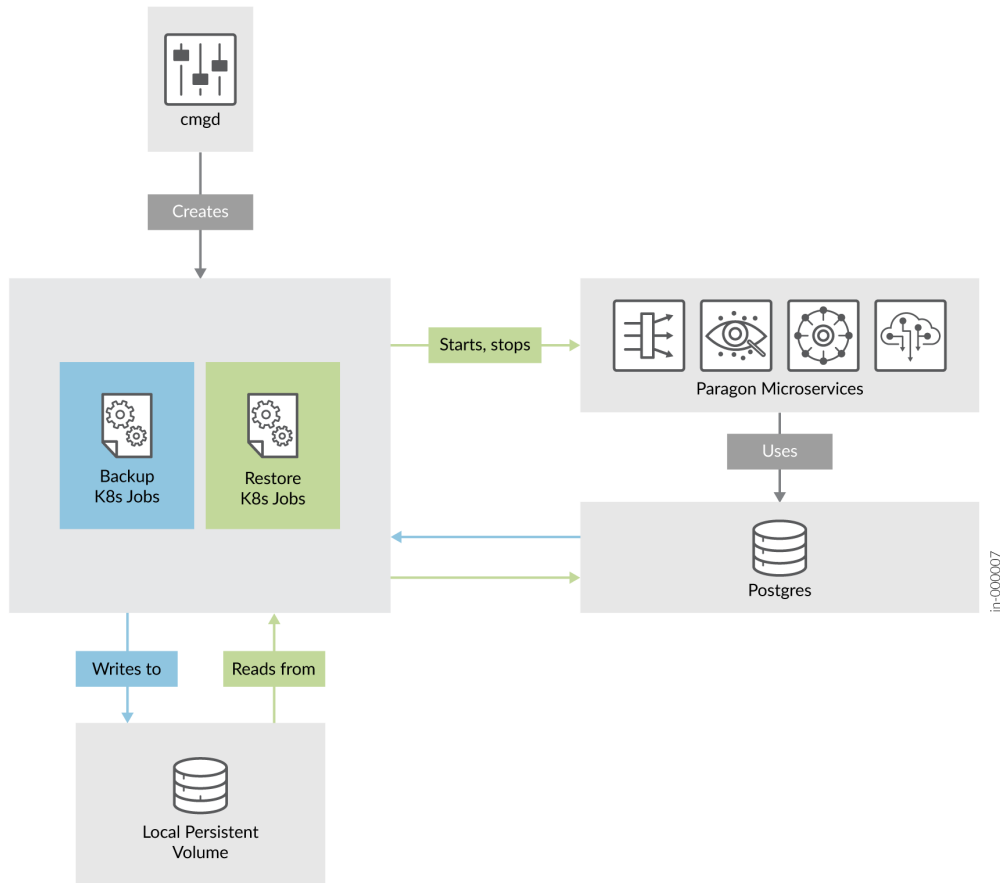 cmgd
Creates
Starts, stops
Paragon Microservices
Backup
K8s Jobs
Restore
K8s Jobs
Uses
Postgres
in-000007
Writes to
Reads from
Local Persistent
Volume